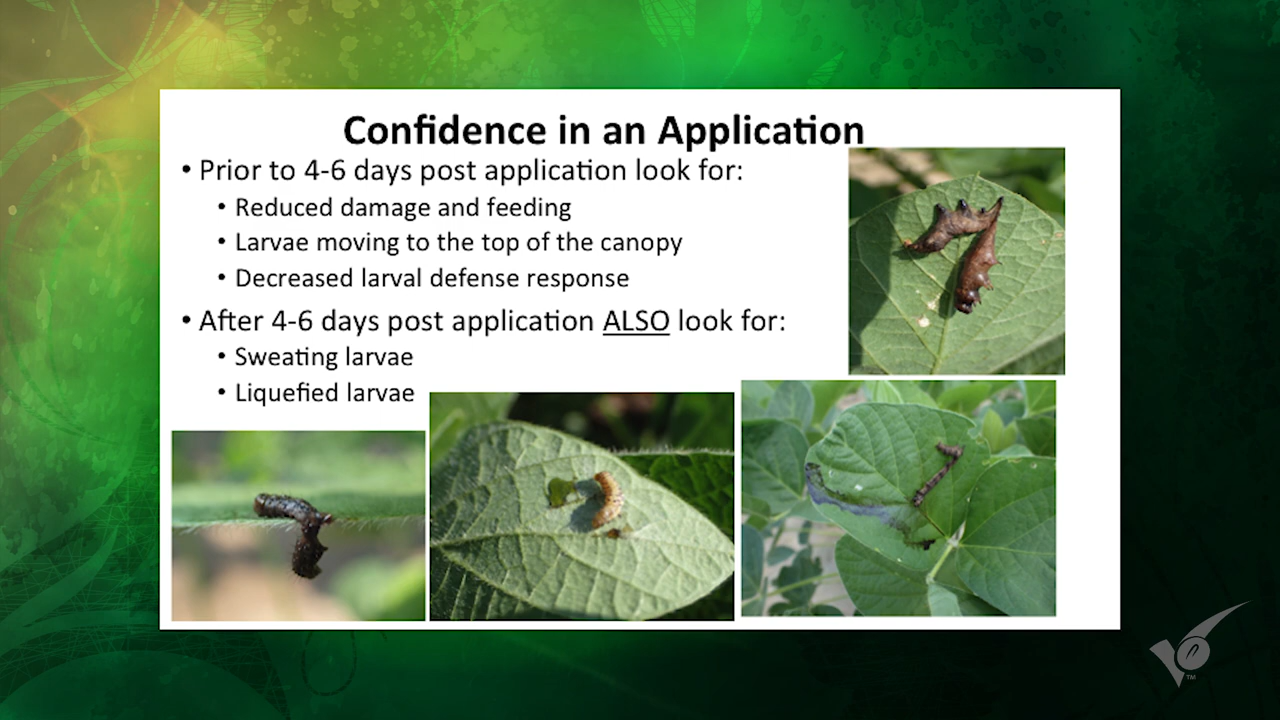 Confidence in an Application
• Prior to 4-6 days post application look for:
• Reduced damage and feeding
• Larvae moving to the top of the canopy
• Decreased larval defense response
• After 4-6 days post application ALSO look for:
• Sweating larvae
• Liquefied larvae
TM